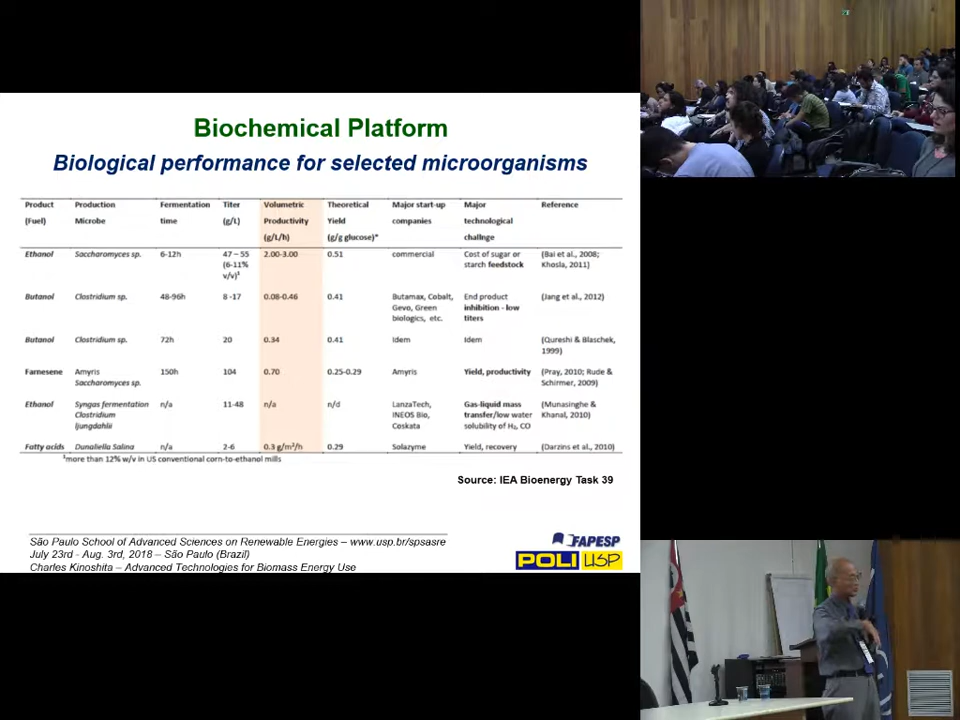 Biochemical Platform
Biological performance for selected microorganisms
Product Production Fermentation Titer Volumetric Theoretical Major start-up Major Reference
(Fuel) Microbe time (g/L) Productivity Yield companies technological
(g/L/h) (g/g glucose)* challnge
Ethanol Saccharomyces sp. 6-12h 47 – 55 2.00-3.00 0.51 commercial Cost of sugar or (Bai et al., 2008;
(6-11% starch feedstock Khosla, 2011)
v/v)¹
Butanol Clostridium sp. 48-96h 8 -17 0.08-0.46 0.41 Butamax, Cobalt, End product (Jang et al., 2012)
Gevo, Green inhibition - low
biologics, etc. titers
Butanol Clostridium sp. 72h 20 0.34 0.41 Idem Idem (Qureshi & Blaschek,
1999)
Farnesene Amyris 150h 104 0.70 0.25-0.29 Amyris Yield, productivity (Pray, 2010; Rude &
Saccharomyces sp. Schirmer, 2009)
Ethanol Syngas fermentation n/a 11-48 n/a n/d LanzaTech, Gas-liquid mass (Munasinghe &
Clostridium INEOS Bio, transfer/low water Khanal, 2010)
ljungdahlii Coskata solubility of H₂, CO
Fatty acids Dunaliella Salina n/a 2-6 0.3 g/m²/h 0.29 Solazyme Yield, recovery (Darzins et al., 2010)
¹more than 12% w/v in US conventional corn-to-ethanol mills
Source: IEA Bioenergy Task 39
São Paulo School of Advanced Sciences on Renewable Energies – www.usp.br/spsasre
July 23rd - Aug. 3rd, 2018 – São Paulo (Brazil)
Charles Kinoshita – Advanced Technologies for Biomass Energy Use
FAPESP
POLI USP